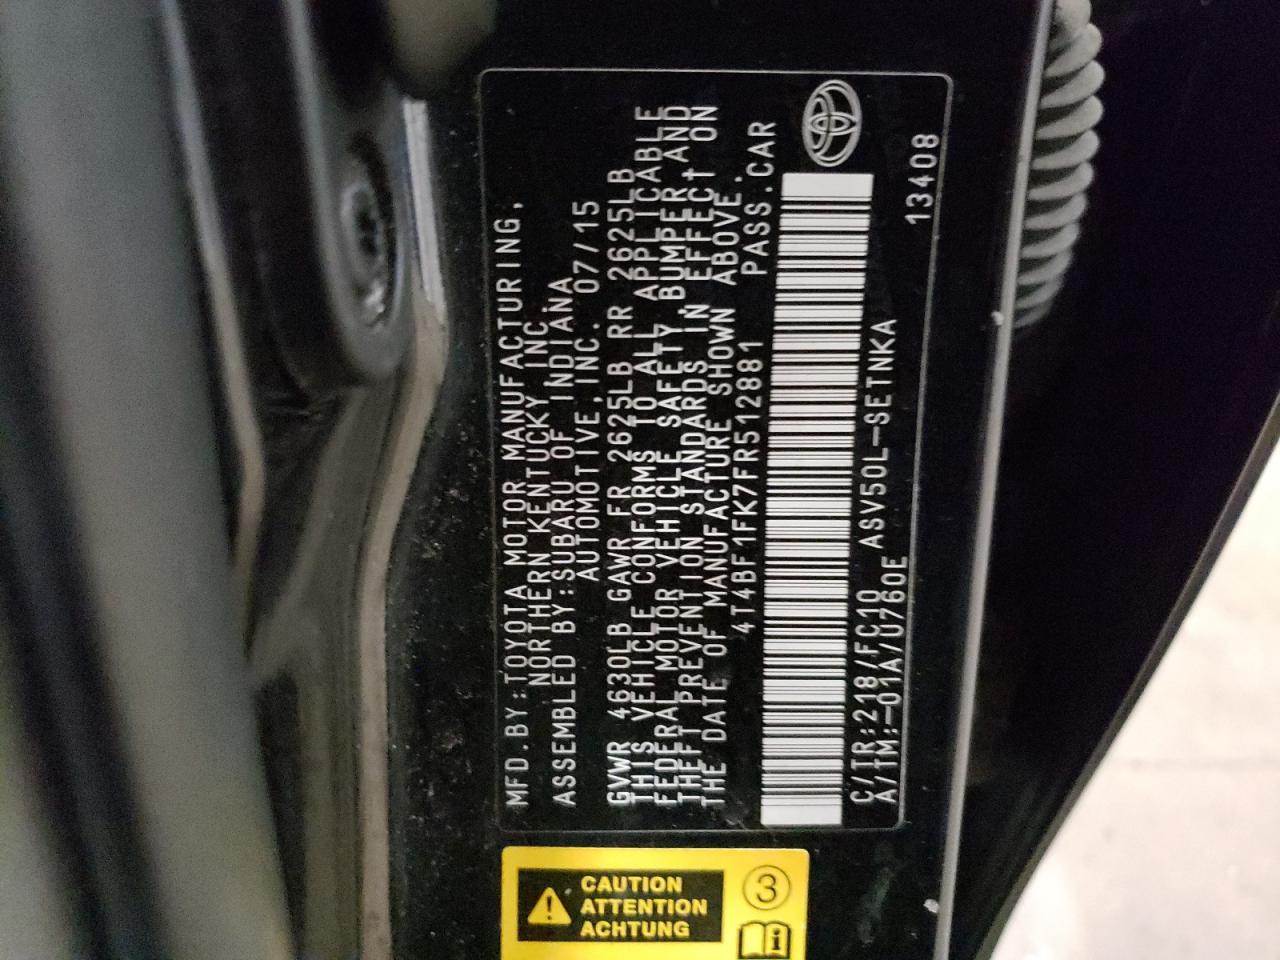 MFD.BY:TOYOTA MOTOR MANUFACTURING,
NORTHERN KENTUCKY INC.
ASSEMBLED BY:SUBARU OF INDIANA
AUTOMOTIVE,INC. 07/15
GVWR 4630LB GAWR FR 2625LB RR 2625LB
THIS VEHICLE CONFORMS TO ALL APPLICABLE
FEDERAL MOTOR VEHICLE SAFETY,BUMPER,AND
THEFT PREVENTION STANDARDS IN EFFECT ON
THE DATE OF MANUFACTURE SHOWN ABOVE.
4T4BF1FK7FR512881 PASS.CAR
C/TR:218/FC10 ASV50L-SETNKA
A/TM:-01A/U760E 13408
CAUTION
ATTENTION
ACHTUNG
3